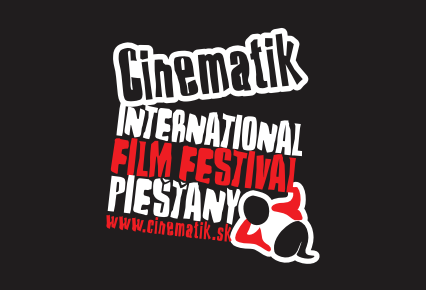 Cinematik
INTERNATIONAL
FILM FESTIVAL
PIEŠŤANY
www.cinematik.sk